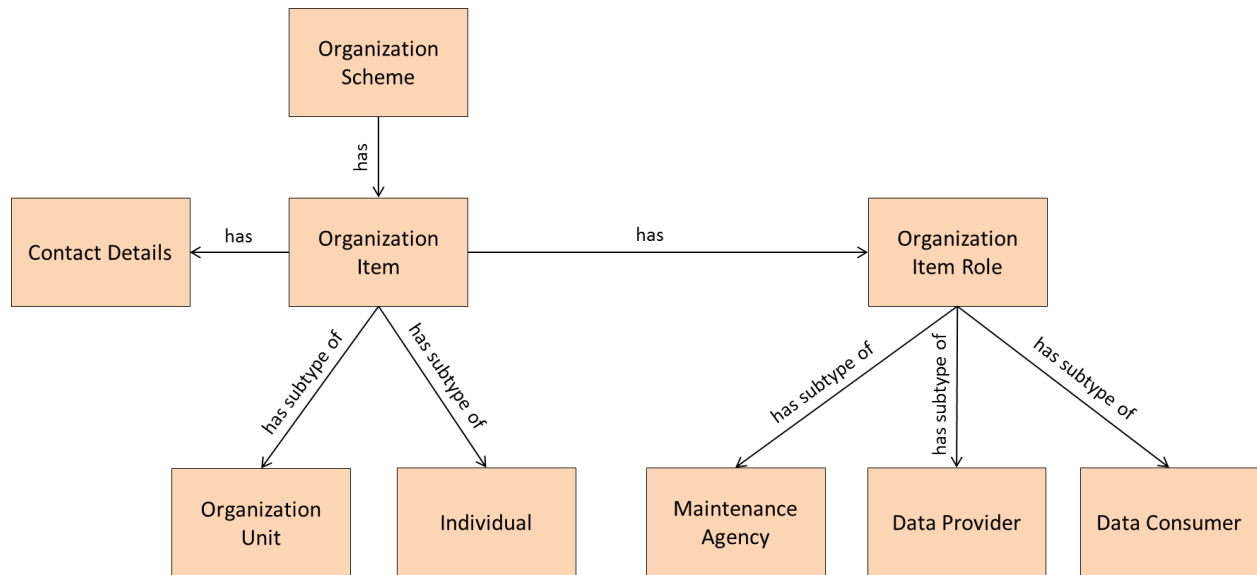 Organization
Scheme
has
Contact Details
has
Organization
Item
has
Organization
Item Role
has subtype of
has subtype of
has subtype of
has subtype of
has subtype of
Organization
Unit
Individual
Maintenance
Agency
Data Provider
Data Consumer